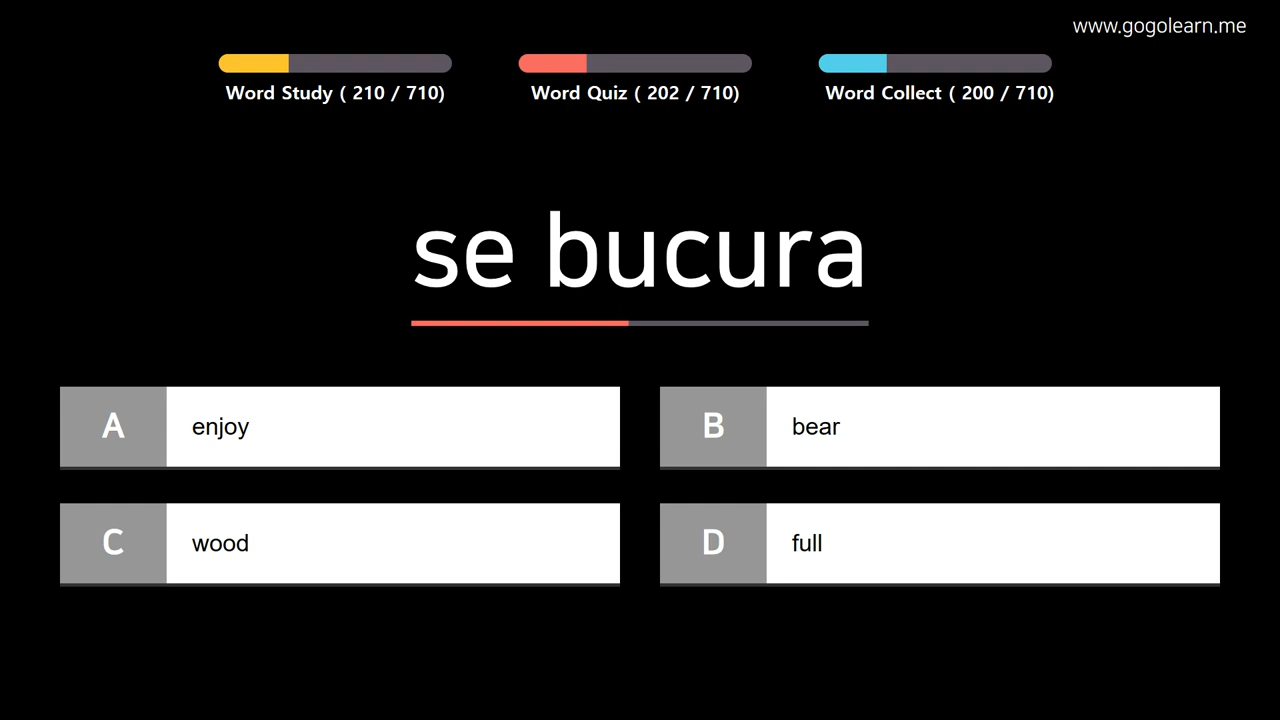 www.gogolearn.me
Word Study ( 210 / 710)
Word Quiz ( 202 / 710)
Word Collect ( 200 / 710)
se bucura
A enjoy
B bear
C wood
D full